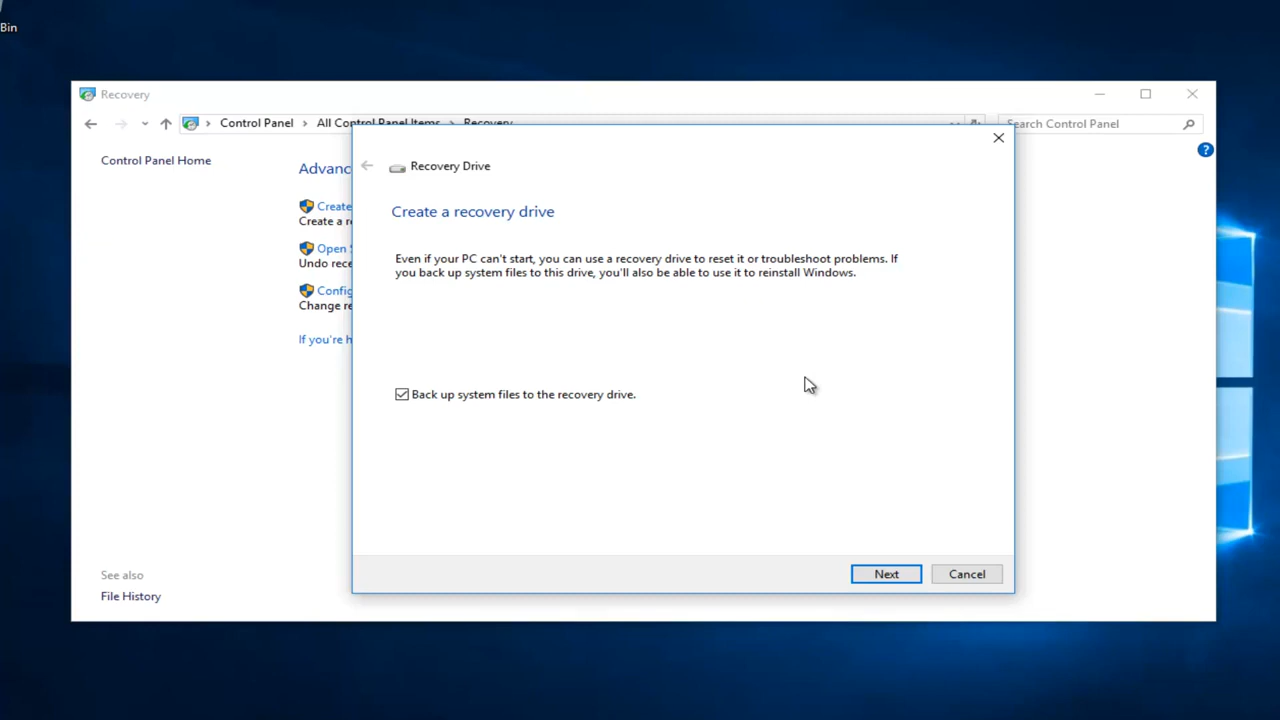 Bin
Recovery
Control Panel > All Control Panel Items > Recovery
Search Control Panel
Control Panel Home
Recovery Drive
Create a recovery drive
Even if your PC can't start, you can use a recovery drive to reset it or troubleshoot problems. If
you back up system files to this drive, you'll also be able to use it to reinstall Windows.
Back up system files to the recovery drive.
Next
Cancel
Advanc
Create
Create a r
Open S
Undo rece
Config
Change re
If you're h
See also
File History